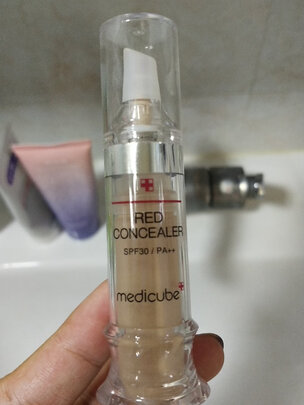 RED
CONCEALER
SPF30 / PA++
medicube